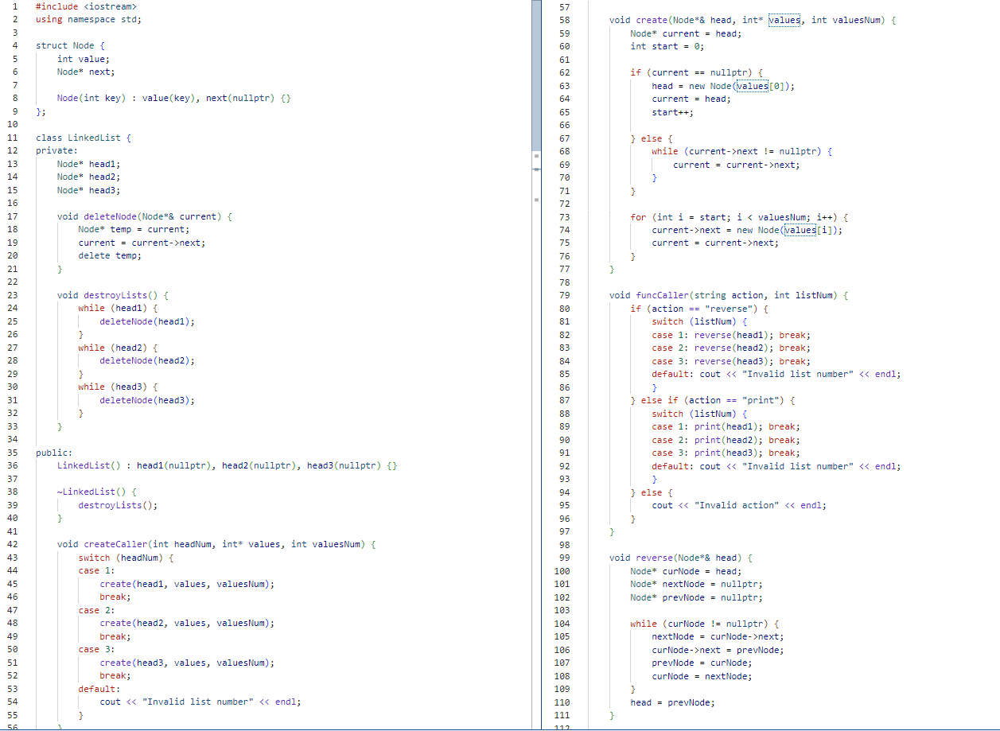 1 #include <iostream>
2 using namespace std;
3
4 struct Node {
5     int value;
6     Node* next;
7
8     Node(int key) : value(key), next(nullptr) {}
9 };
10
11 class LinkedList {
12 private:
13     Node* head1;
14     Node* head2;
15     Node* head3;
16
17     void deleteNode(Node*& current) {
18         Node* temp = current;
19         current = current->next;
20         delete temp;
21     }
22
23     void destroyLists() {
24         while (head1) {
25             deleteNode(head1);
26         }
27         while (head2) {
28             deleteNode(head2);
29         }
30         while (head3) {
31             deleteNode(head3);
32         }
33     }
34
35 public:
36     LinkedList() : head1(nullptr), head2(nullptr), head3(nullptr) {}
37
38     ~LinkedList() {
39         destroyLists();
40     }
41
42     void createCaller(int headNum, int* values, int valuesNum) {
43         switch (headNum) {
44         case 1:
45             create(head1, values, valuesNum);
46             break;
47         case 2:
48             create(head2, values, valuesNum);
49             break;
50         case 3:
51             create(head3, values, valuesNum);
52             break;
53         default:
54             cout << "Invalid list number" << endl;
55         }
56     }
57
58     void create(Node*& head, int* values, int valuesNum) {
59         Node* current = head;
60         int start = 0;
61
62         if (current == nullptr) {
63             head = new Node(values[0]);
64             current = head;
65             start++;
66
67         } else {
68             while (current->next != nullptr) {
69                 current = current->next;
70             }
71         }
72
73         for (int i = start; i < valuesNum; i++) {
74             current->next = new Node(values[i]);
75             current = current->next;
76         }
77     }
78
79     void funcCaller(string action, int listNum) {
80         if (action == "reverse") {
81             switch (listNum) {
82             case 1: reverse(head1); break;
83             case 2: reverse(head2); break;
84             case 3: reverse(head3); break;
85             default: cout << "Invalid list number" << endl;
86             }
87         } else if (action == "print") {
88             switch (listNum) {
89             case 1: print(head1); break;
90             case 2: print(head2); break;
91             case 3: print(head3); break;
92             default: cout << "Invalid list number" << endl;
93             }
94         } else {
95             cout << "Invalid action" << endl;
96         }
97     }
98
99     void reverse(Node*& head) {
100         Node* curNode = head;
101         Node* nextNode = nullptr;
102         Node* prevNode = nullptr;
103
104         while (curNode != nullptr) {
105             nextNode = curNode->next;
106             curNode->next = prevNode;
107             prevNode = curNode;
108             curNode = nextNode;
109         }
110         head = prevNode;
111     }
112